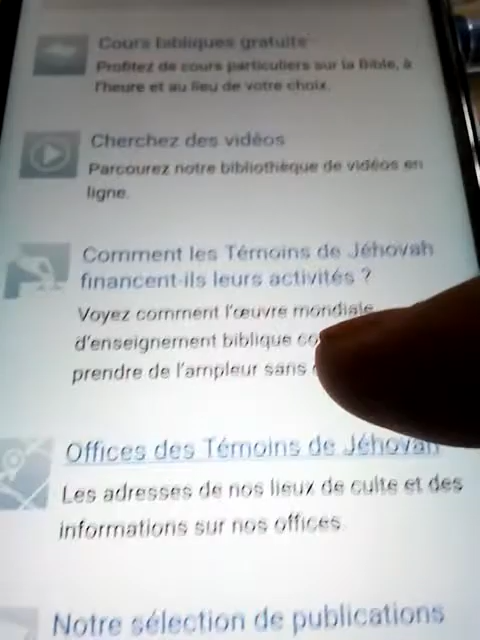 Cours bibliques gratuits
Profitez de cours particuliers sur la Bible, à
l'heure et au lieu de votre choix.
Cherchez des vidéos
Parcourez notre bibliothèque de vidéos en
ligne.
Comment les Témoins de Jéhovah
financent-ils leurs activités ?
Voyez comment l'œuvre mondiale
d'enseignement biblique
prendre de l'ampleur sans
Offices des Témoins de Jéhovah
Les adresses de nos lieux de culte et des
informations sur nos offices.
Notre sélection de publications